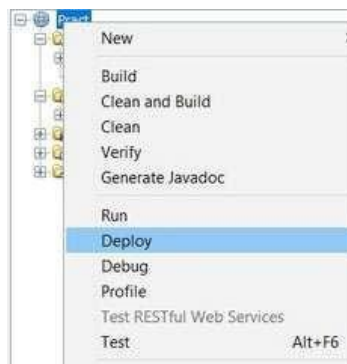 Pract
New
Build
Clean and Build
Clean
Verify
Generate Javadoc
Run
Deploy
Debug
Profile
Test RESTful Web Services
Test Alt+F6